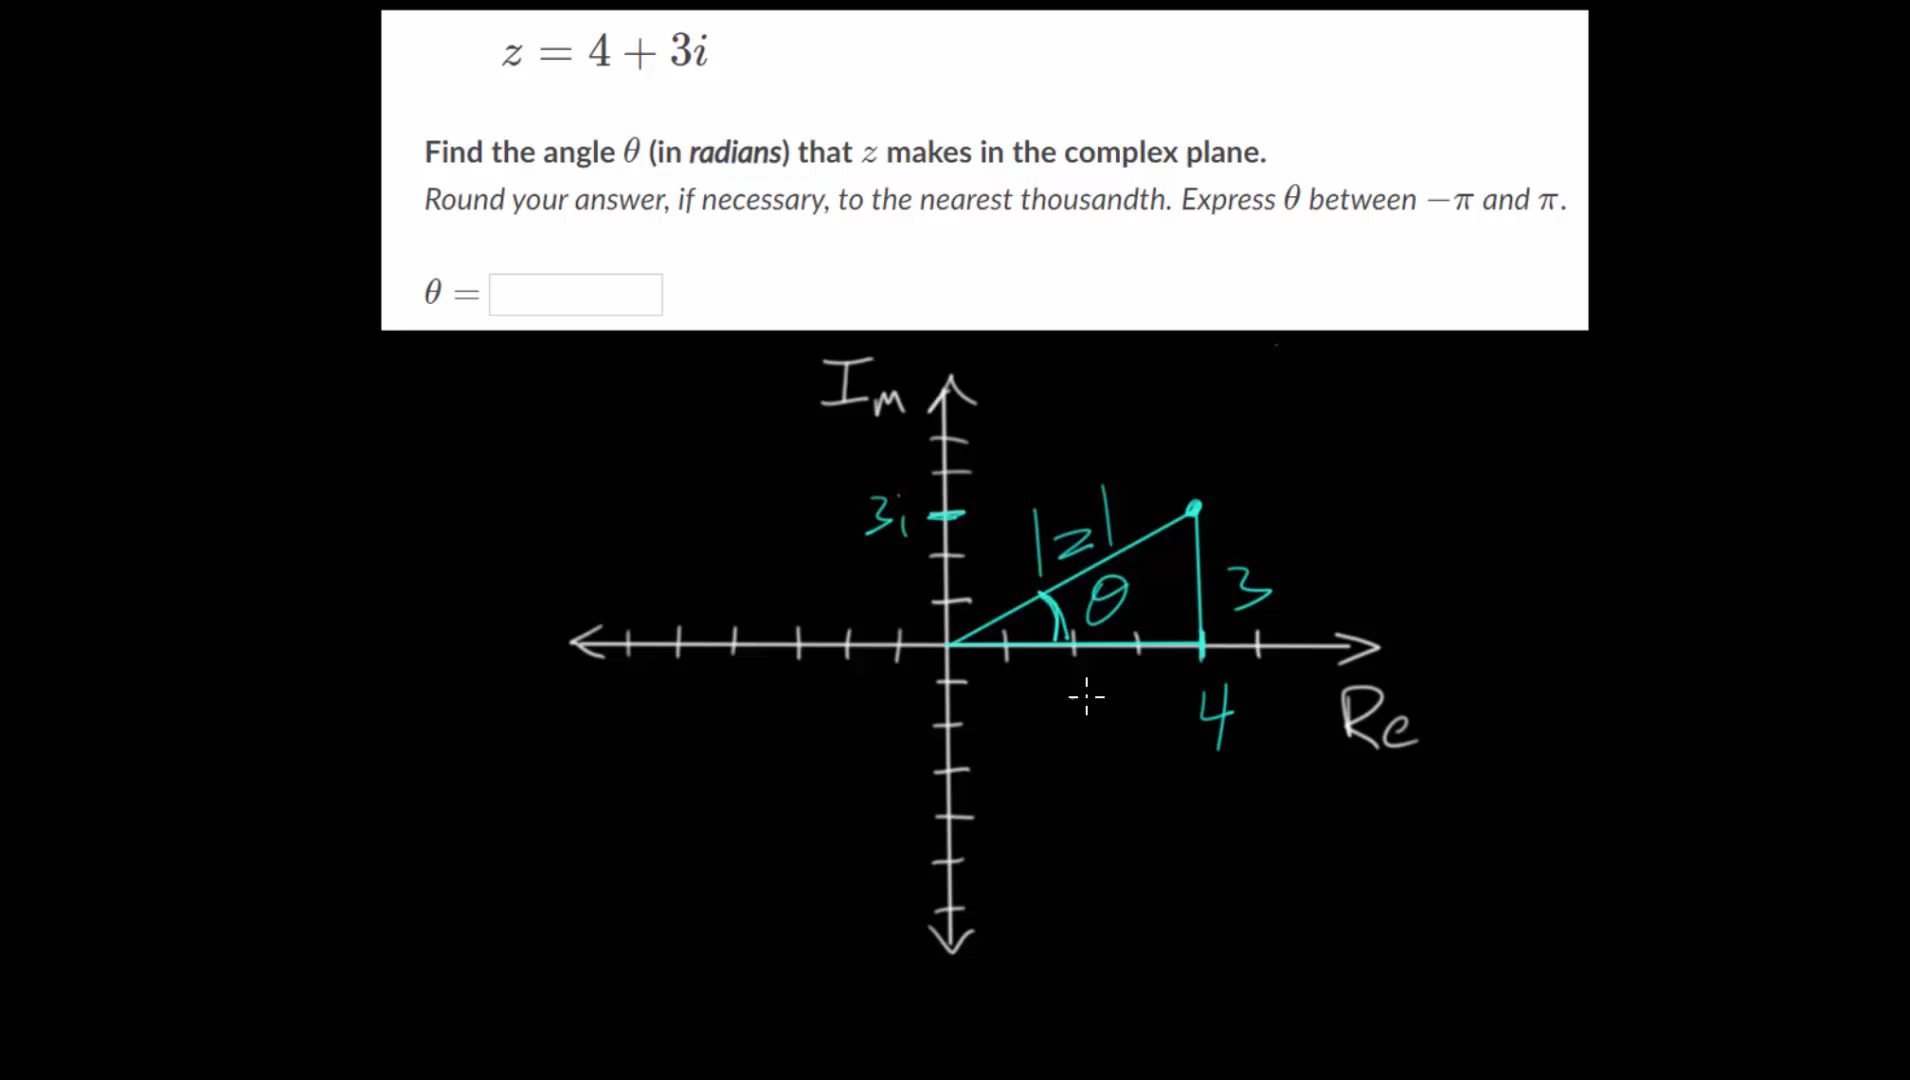 z = 4 + 3i
Find the angle θ (in radians) that z makes in the complex plane.
Round your answer, if necessary, to the nearest thousandth. Express θ between −π and π.
θ =
Im
3i
|z|
θ
3
4
Re